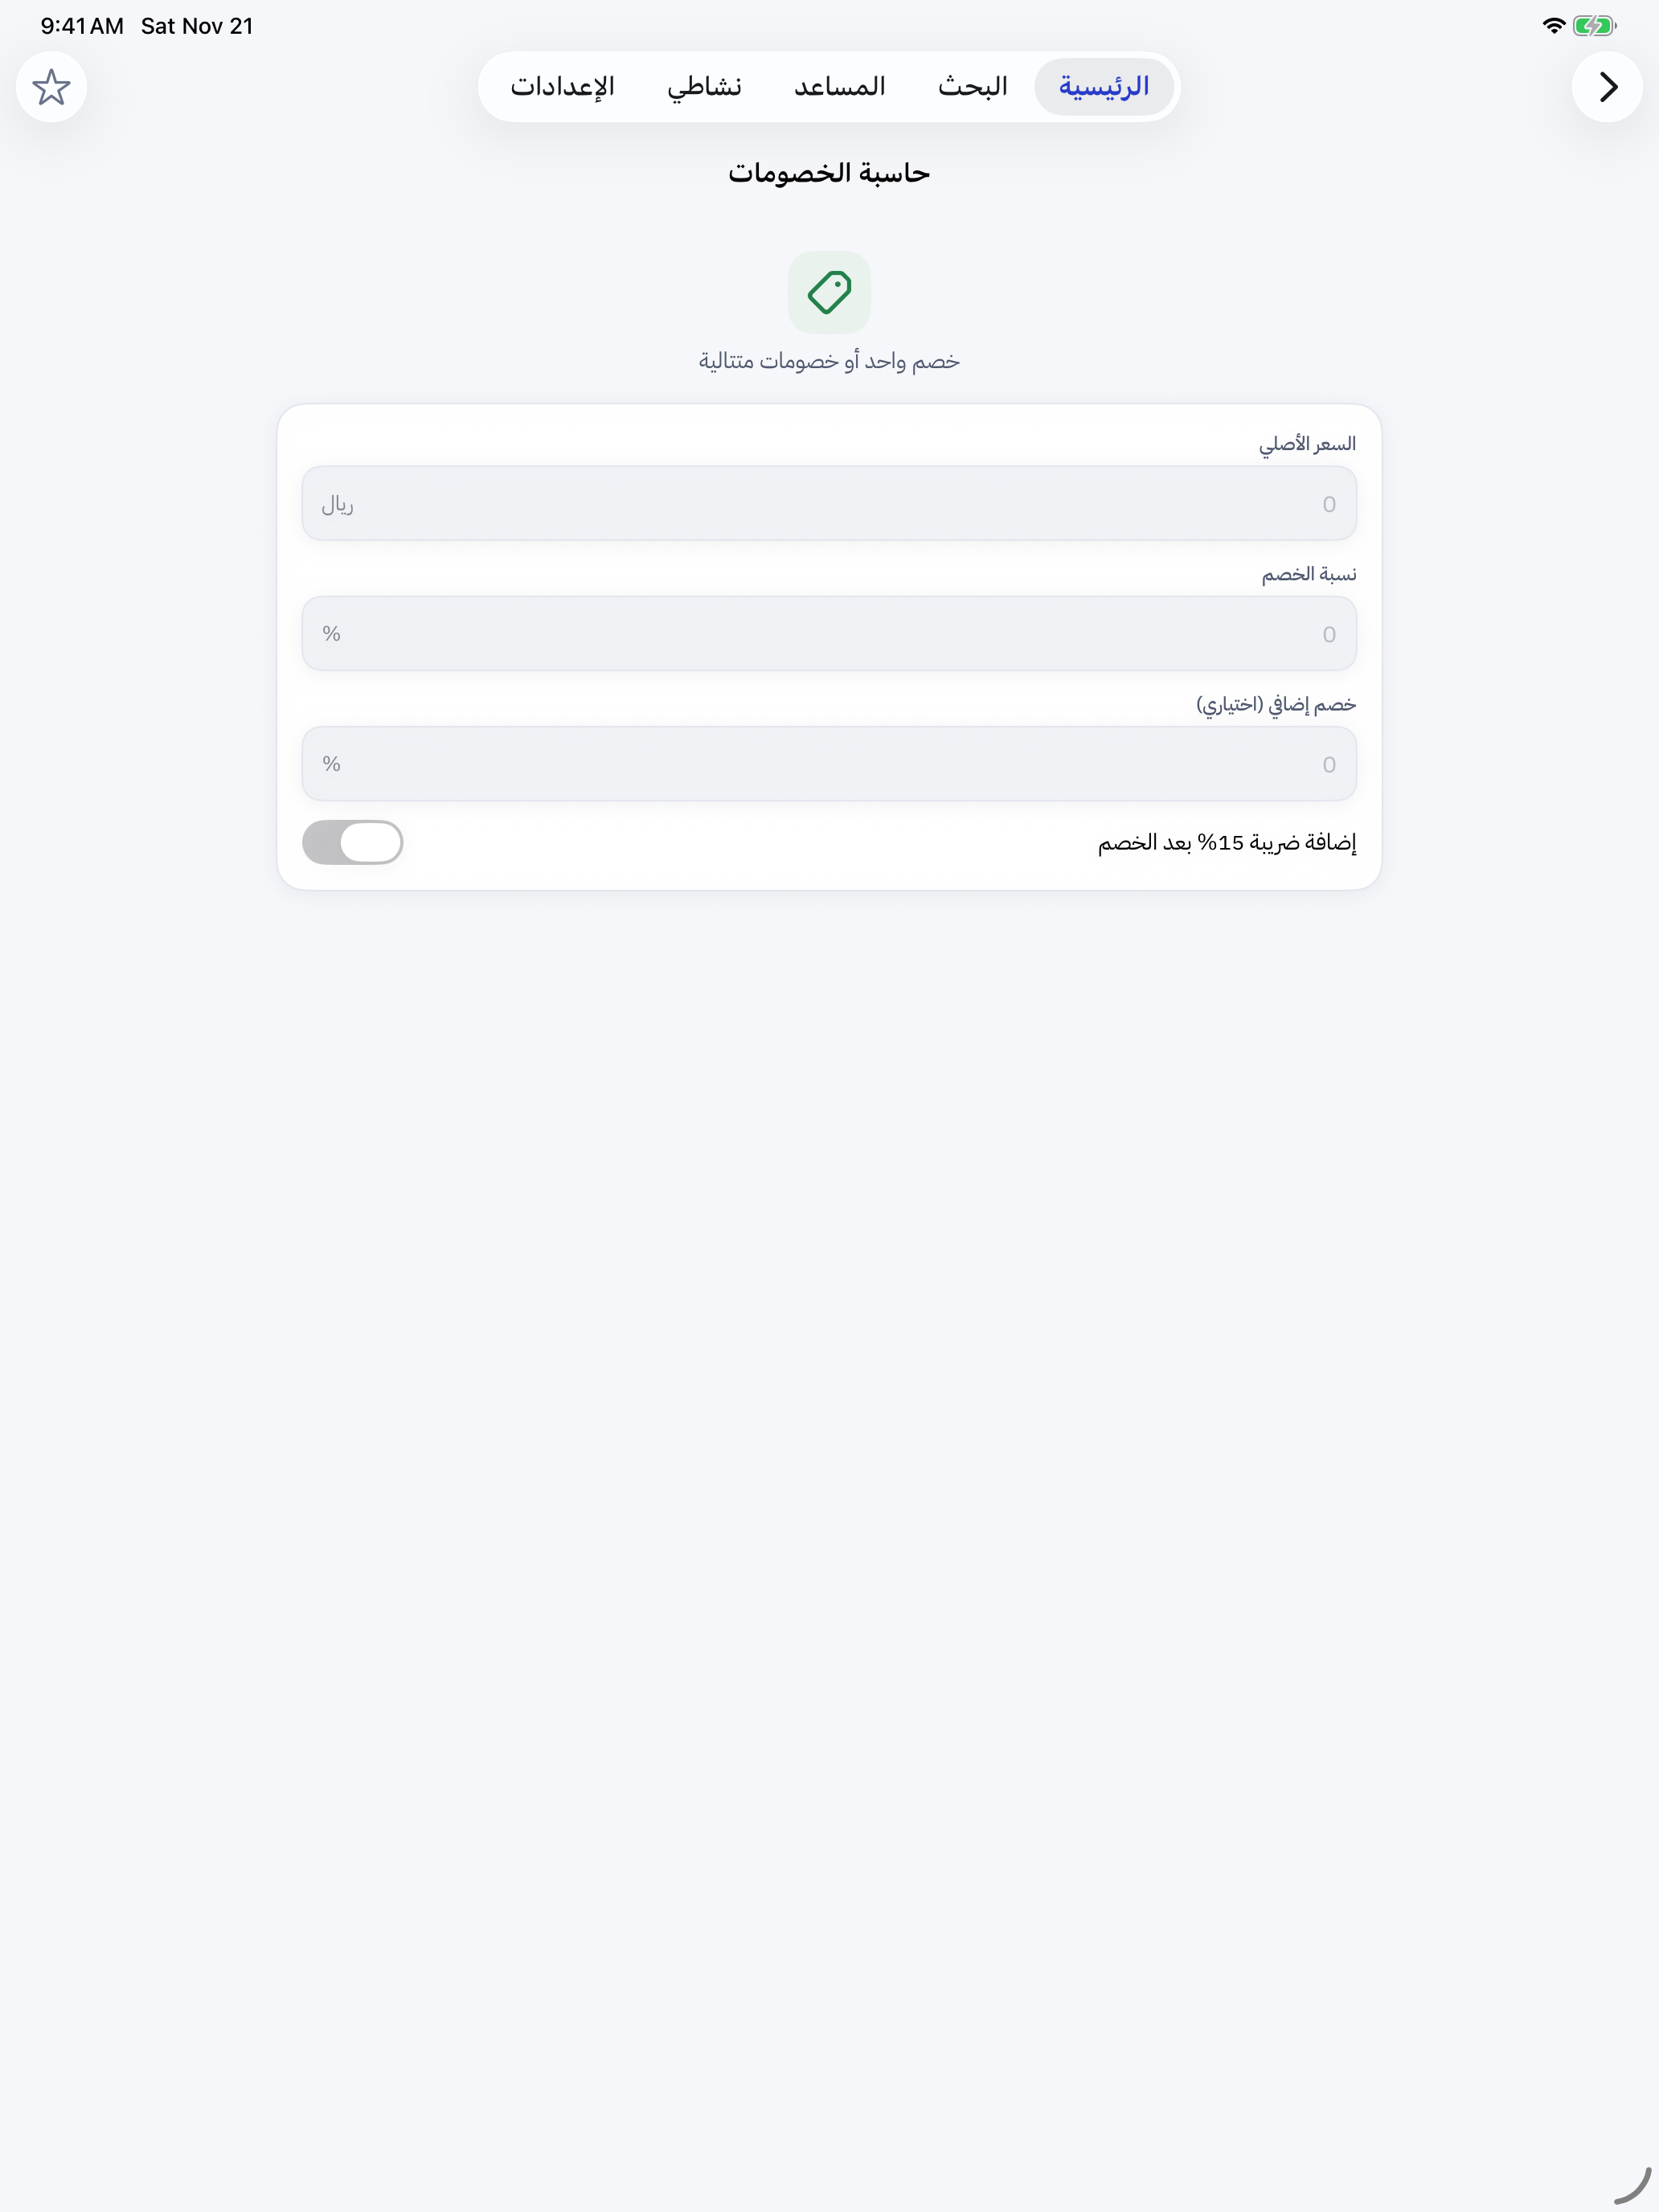 9:41 AM Sat Nov 21
الرئيسية البحث المساعد نشاطي الإعدادات
حاسبة الخصومات
خصم واحد أو خصومات متتالية
السعر الأصلي
0 ريال
نسبة الخصم
0 %
خصم إضافي (اختياري)
0 %
إضافة ضريبة 15% بعد الخصم